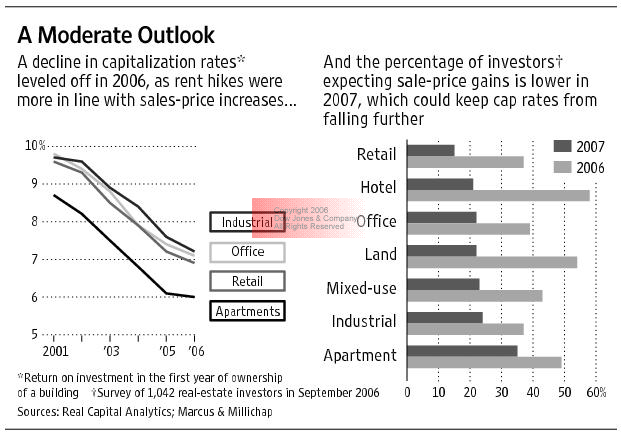 A Moderate Outlook
A decline in capitalization rates*
leveled off in 2006, as rent hikes were
more in line with sales-price increases...
And the percentage of investors†
expecting sale-price gains is lower in
2007, which could keep cap rates from
falling further
10%
9
8
7
6
5
2001 '03 '05 '06
Industrial
Office
Retail
Apartments
Copyright 2006
Dow Jones & Company
All Rights Reserved
2007
2006
Retail
Hotel
Office
Land
Mixed-use
Industrial
Apartment
0 10 20 30 40 50 60%
*Return on investment in the first year of ownership
of a building †Survey of 1,042 real-estate investors in September 2006
Sources: Real Capital Analytics; Marcus & Millichap